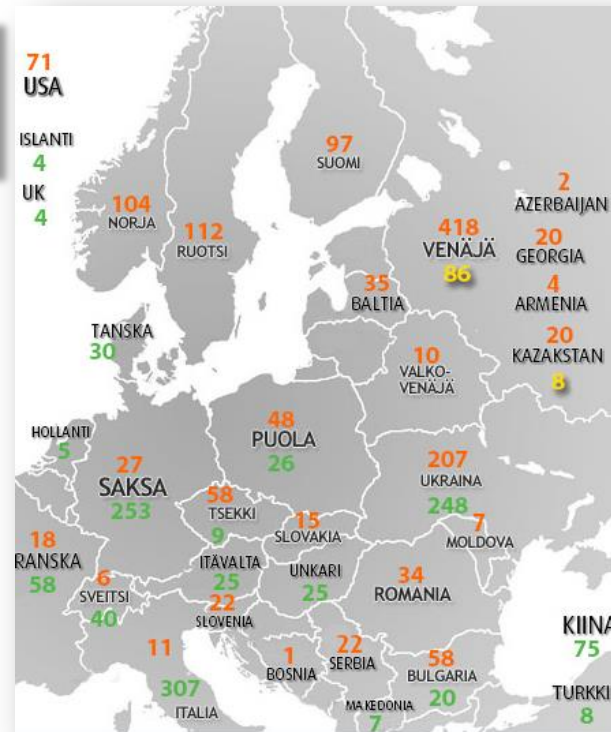 71
USA
ISLANTI
4
UK
4
97
SUOMI
104
NORJA
112
RUOTSI
2
AZERBAIJAN
418
VENÄJÄ
86
20
GEORGIA
35
BALTIA
4
ARMENIA
TANSKA
30
10
VALKO-
VENÄJÄ
20
KAZAKSTAN
8
HOLLANTI
5
48
PUOLA
26
27
SAKSA
253
207
UKRAINA
248
58
TSEKKI
9
15
SLOVAKIA
7
MOLDOVA
18
RANSKA
58
ITÄVALTA
25
UNKARI
25
34
ROMANIA
6
SVEITSI
40
22
SLOVENIA
KIINA
75
11
307
ITALIA
1
BOSNIA
22
SERBIA
58
BULGARIA
20
MAKEDONIA
7
TURKKI
8